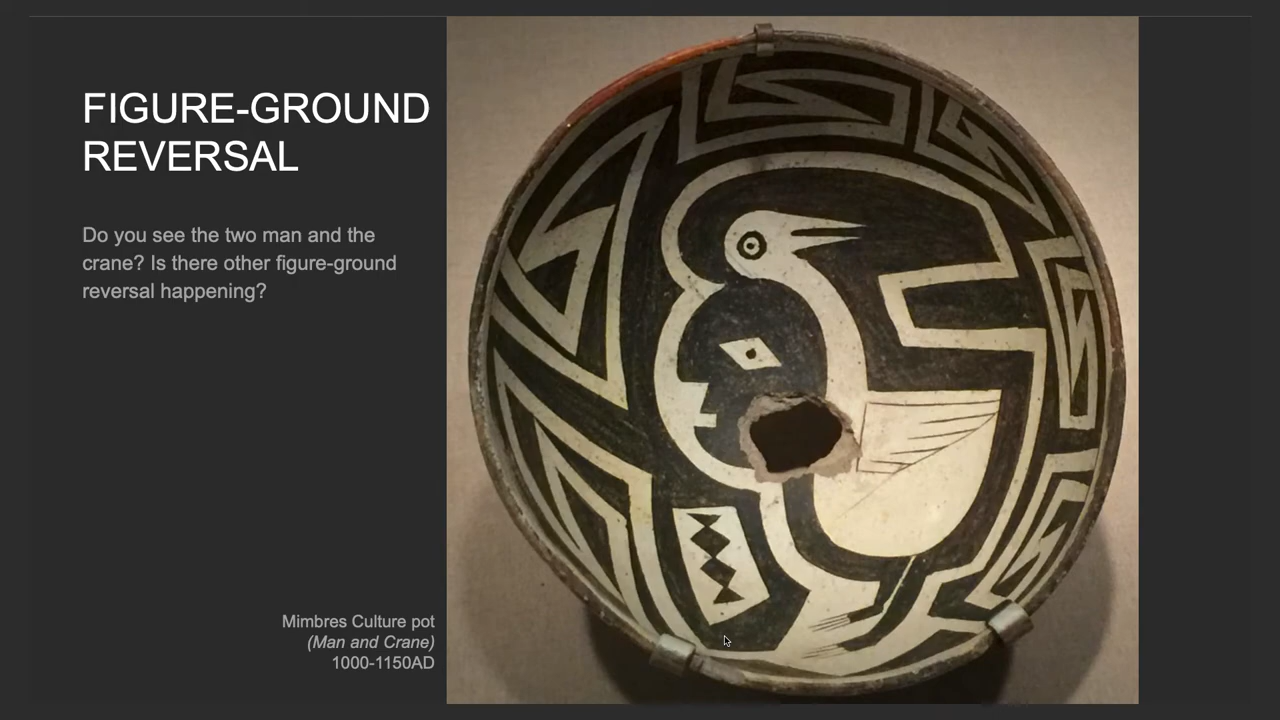 FIGURE-GROUND
REVERSAL
Do you see the two man and the
crane? Is there other figure-ground
reversal happening?
Mimbres Culture pot
(Man and Crane)
1000-1150AD